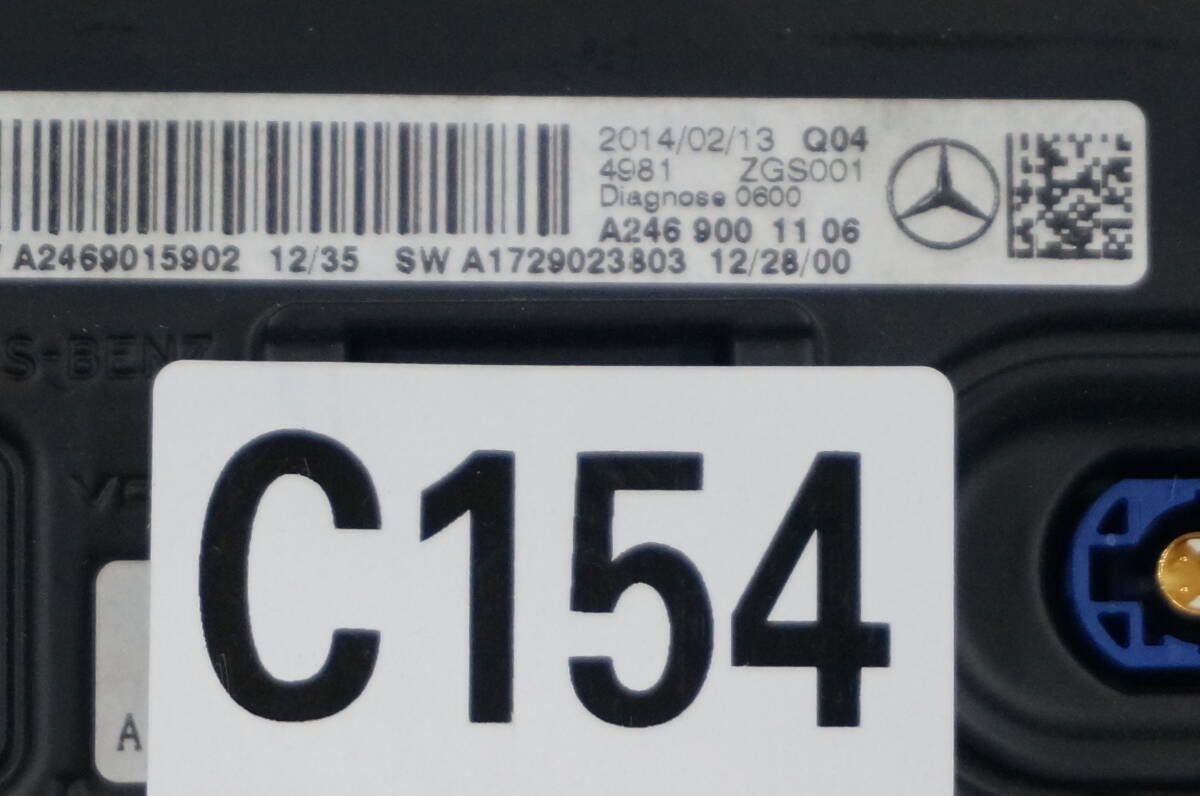 2014/02/13 Q04
4981 ZGS001
Diagnose 0600
A246 900 11 06
A2469015902 12/35 SW A1729023803 12/28/00
S-BENZ
C154
A